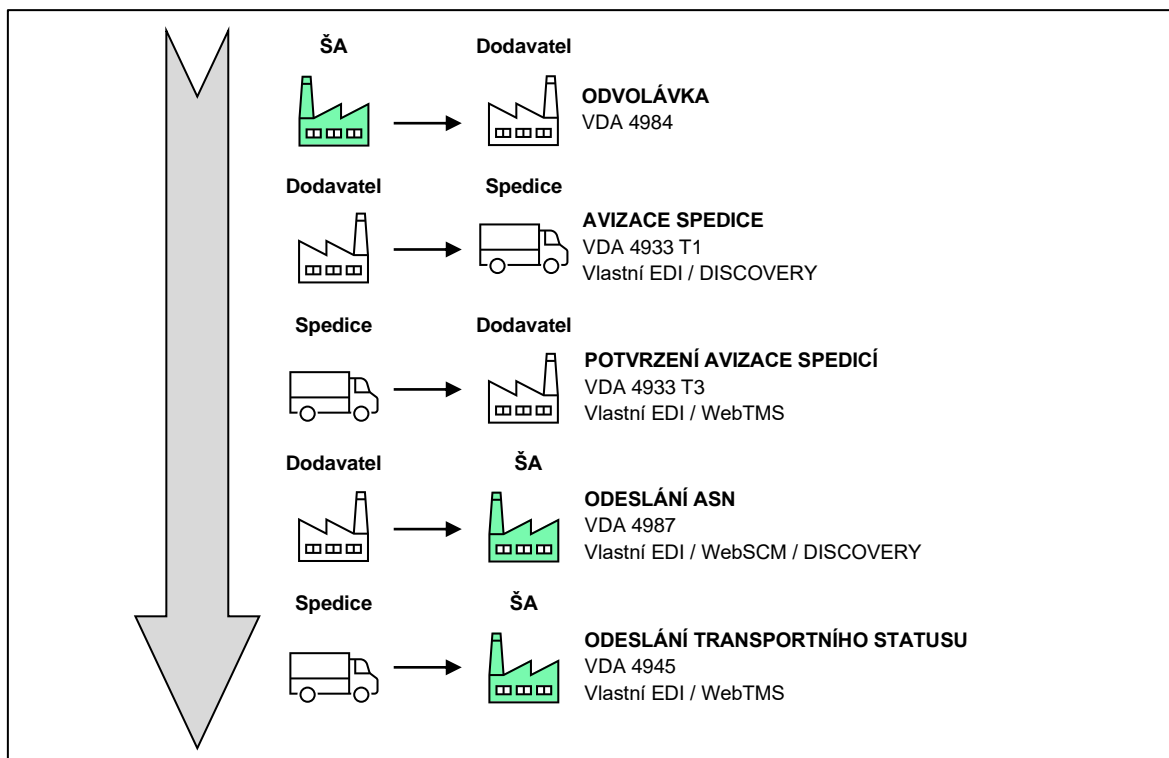 ŠA
Dodavatel
ODVOLÁVKA
VDA 4984
Dodavatel
Spedice
AVIZACE SPEDICE
VDA 4933 T1
Vlastní EDI / DISCOVERY
Spedice
Dodavatel
POTVRZENÍ AVIZACE SPEDICÍ
VDA 4933 T3
Vlastní EDI / WebTMS
Dodavatel
ŠA
ODESLÁNÍ ASN
VDA 4987
Vlastní EDI / WebSCM / DISCOVERY
Spedice
ŠA
ODESLÁNÍ TRANSPORTNÍHO STATUSU
VDA 4945
Vlastní EDI / WebTMS